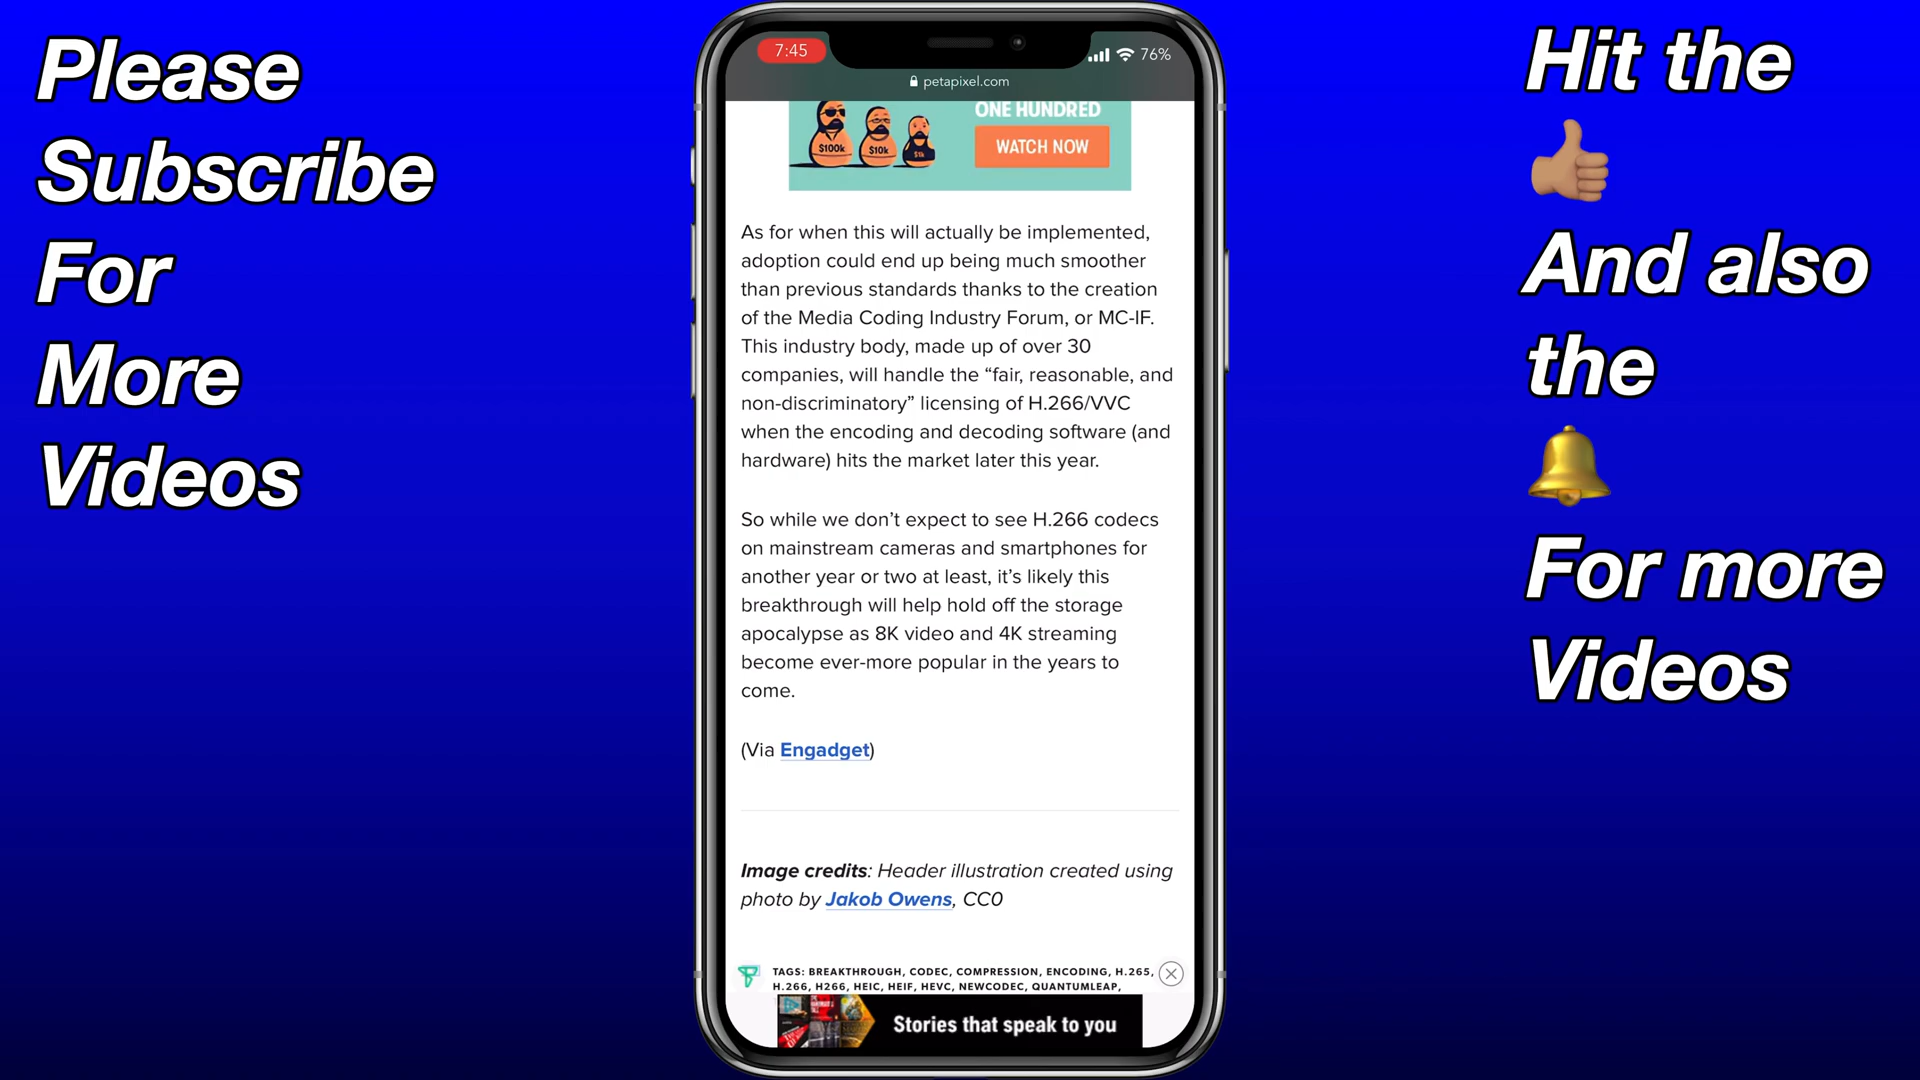 Please
Subscribe
For
More
Videos
7:45
76%
petapixel.com
ONE HUNDRED
$100k
$10k
$1k
WATCH NOW
As for when this will actually be implemented,
adoption could end up being much smoother
than previous standards thanks to the creation
of the Media Coding Industry Forum, or MC-IF.
This industry body, made up of over 30
companies, will handle the “fair, reasonable, and
non-discriminatory” licensing of H.266/VVC
when the encoding and decoding software (and
hardware) hits the market later this year.
So while we don’t expect to see H.266 codecs
on mainstream cameras and smartphones for
another year or two at least, it’s likely this
breakthrough will help hold off the storage
apocalypse as 8K video and 4K streaming
become ever-more popular in the years to
come.
(Via Engadget)
Image credits: Header illustration created using
photo by Jakob Owens, CC0
TAGS: BREAKTHROUGH, CODEC, COMPRESSION, ENCODING, H.265,
H.266, H266, HEIC, HEIF, HEVC, NEWCODEC, QUANTUMLEAP,
Stories that speak to you
Hit the
👍🏽
And also
the
🔔
For more
Videos